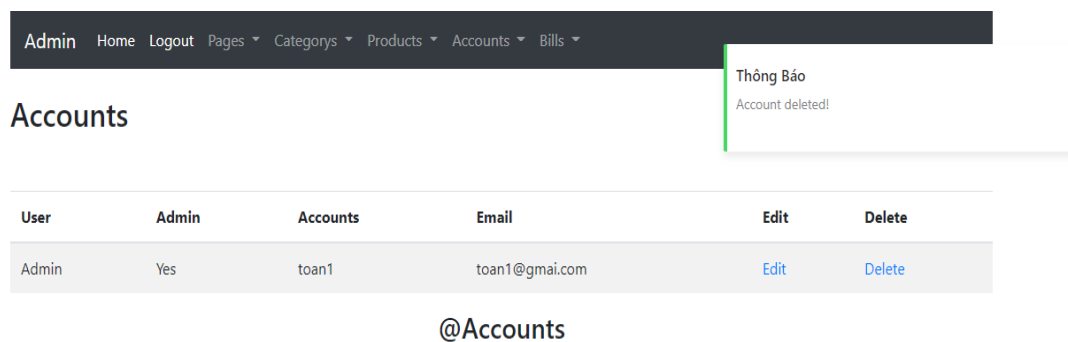 Admin Home Logout Pages Categorys Products Accounts Bills
Thông Báo
Account deleted!
Accounts
User Admin Accounts Email Edit Delete
Admin Yes toan1 toan1@gmai.com Edit Delete
@Accounts